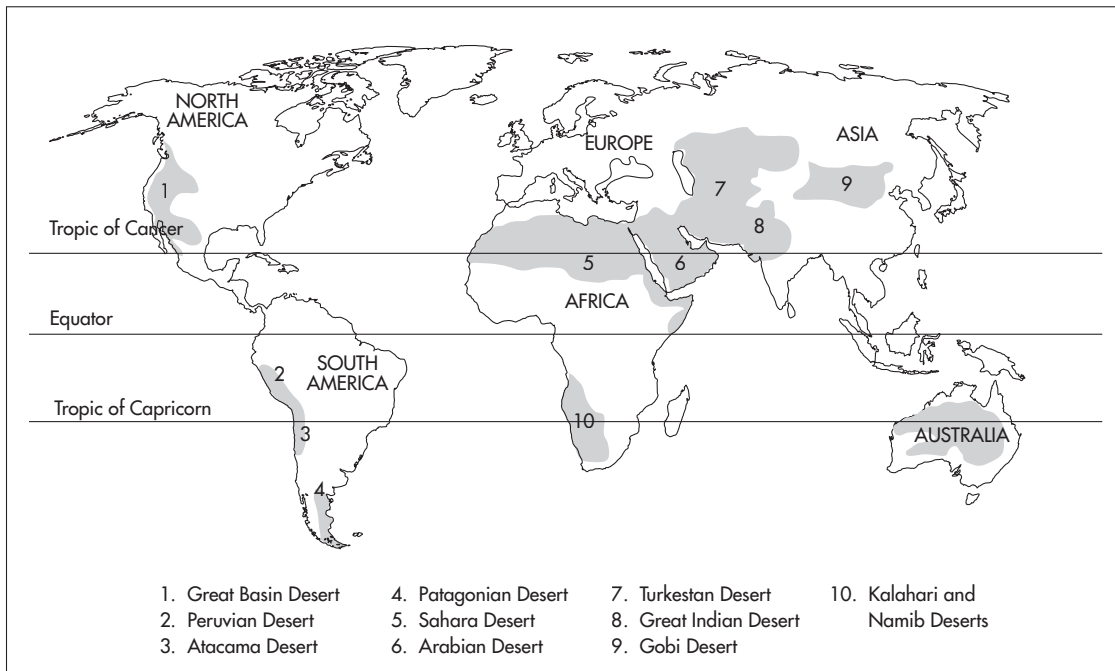 NORTH
AMERICA
EUROPE
ASIA
1
7
9
Tropic of Cancer
8
5
6
AFRICA
Equator
SOUTH
AMERICA
2
Tropic of Capricorn
3
10
AUSTRALIA
4
1. Great Basin Desert
2. Peruvian Desert
3. Atacama Desert
4. Patagonian Desert
5. Sahara Desert
6. Arabian Desert
7. Turkestan Desert
8. Great Indian Desert
9. Gobi Desert
10. Kalahari and
Namib Deserts